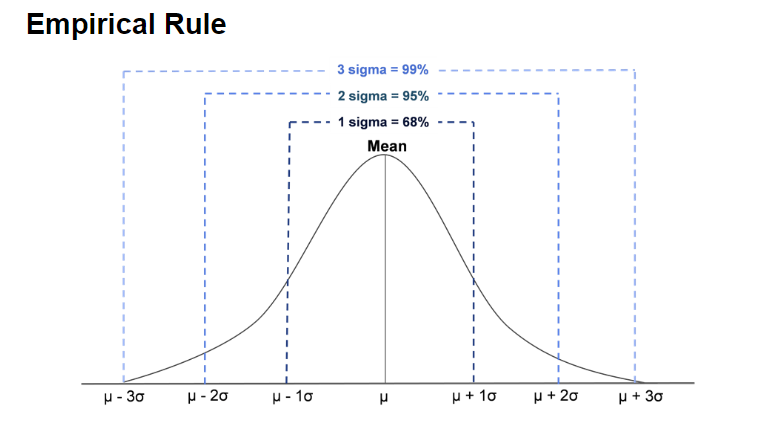 Empirical Rule
3 sigma = 99%
2 sigma = 95%
1 sigma = 68%
Mean
μ - 3σ μ - 2σ μ - 1σ μ μ + 1σ μ + 2σ μ + 3σ